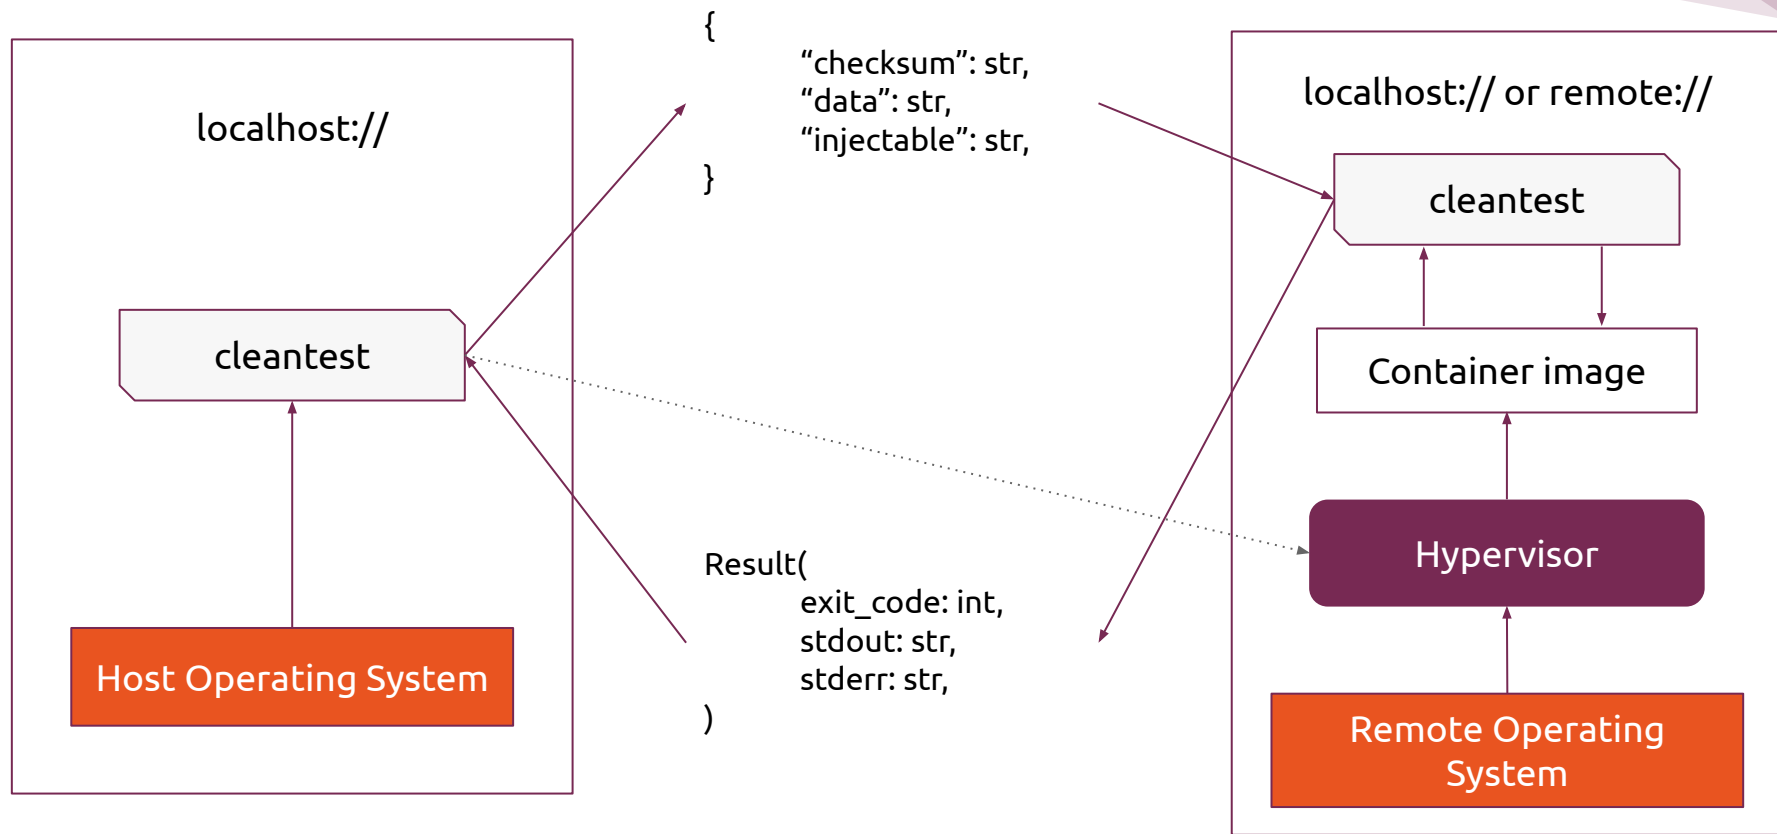 localhost://
cleantest
Host Operating System
{
“checksum”: str,
“data”: str,
“injectable”: str,
}
Result(
exit_code: int,
stdout: str,
stderr: str,
)
localhost:// or remote://
cleantest
Container image
Hypervisor
Remote Operating
System